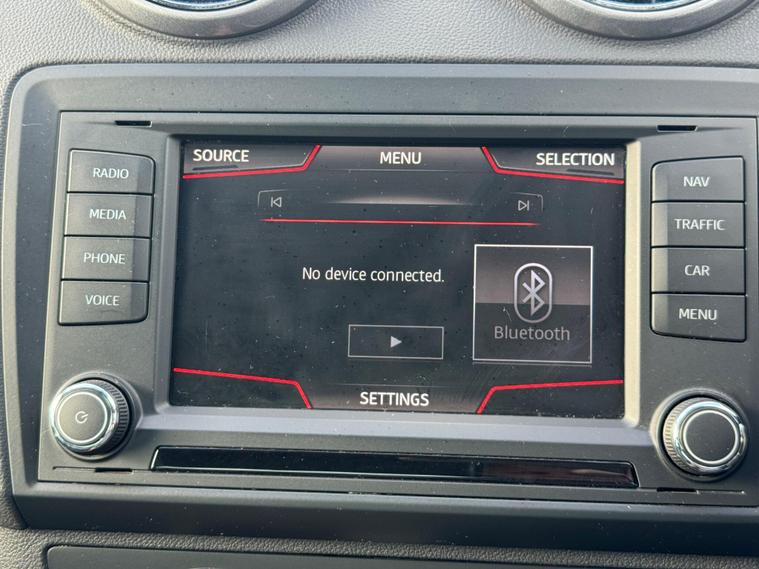 SOURCE
MENU
SELECTION
RADIO
MEDIA
PHONE
VOICE
No device connected.
Bluetooth
SETTINGS
NAV
TRAFFIC
CAR
MENU